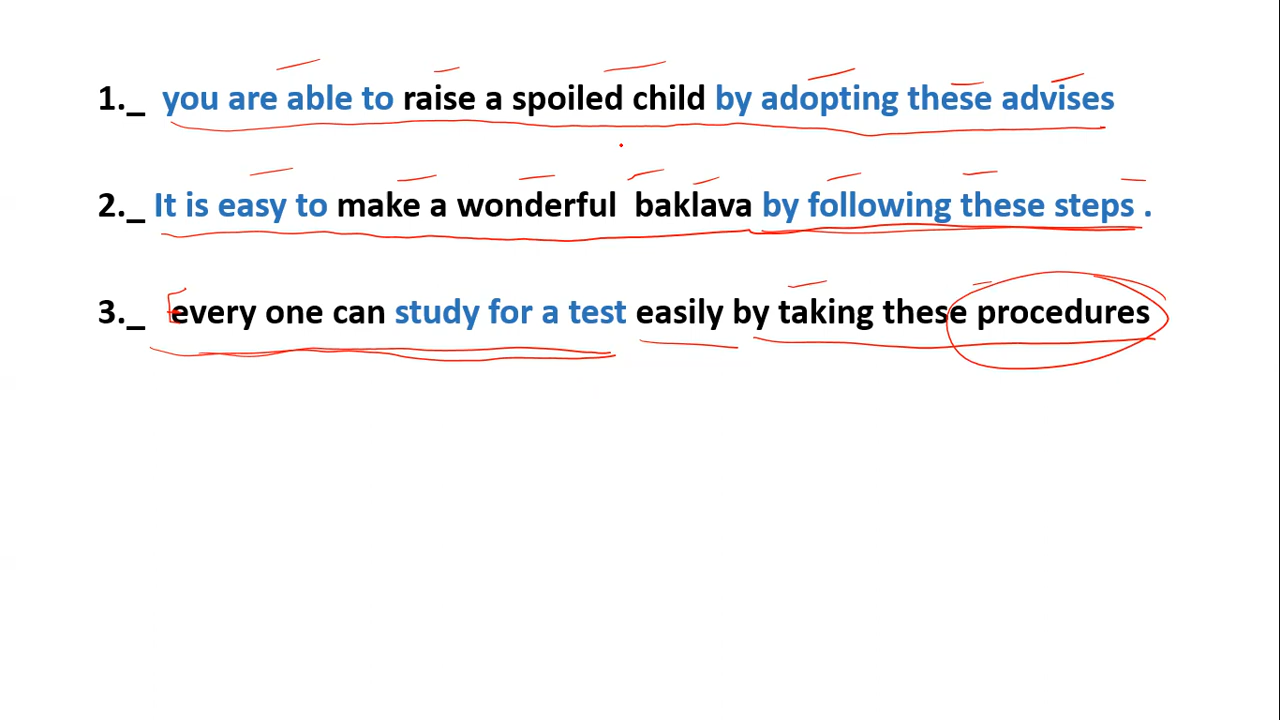 1._ you are able to raise a spoiled child by adopting these advises
2._ It is easy to make a wonderful baklava by following these steps .
3._ every one can study for a test easily by taking these procedures